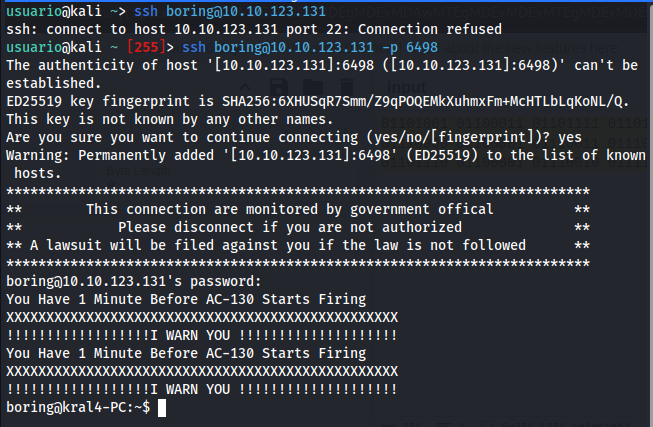 usuario@kali ~> ssh boring@10.10.123.131
ssh: connect to host 10.10.123.131 port 22: Connection refused
usuario@kali ~ [255]> ssh boring@10.10.123.131 -p 6498
The authenticity of host '[10.10.123.131]:6498 ([10.10.123.131]:6498)' can't be
established.
ED25519 key fingerprint is SHA256:6XHUSqR7Smm/Z9qPOQEMkXuhmxFm+McHTLbLqKoNL/Q.
This key is not known by any other names.
Are you sure you want to continue connecting (yes/no/[fingerprint])? yes
Warning: Permanently added '[10.10.123.131]:6498' (ED25519) to the list of known
 hosts.
*************************************************************************
**        This connection are monitored by government offical          **
**            Please disconnect if you are not authorized              **
** A lawsuit will be filed against you if the law is not followed      **
*************************************************************************
boring@10.10.123.131's password:
You Have 1 Minute Before AC-130 Starts Firing
XXXXXXXXXXXXXXXXXXXXXXXXXXXXXXXXXXXXXXXXXXXXXXXXX
!!!!!!!!!!!!!!!!!!I WARN YOU !!!!!!!!!!!!!!!!!!!!
You Have 1 Minute Before AC-130 Starts Firing
XXXXXXXXXXXXXXXXXXXXXXXXXXXXXXXXXXXXXXXXXXXXXXXXX
!!!!!!!!!!!!!!!!!!I WARN YOU !!!!!!!!!!!!!!!!!!!!
boring@kral4-PC:~$